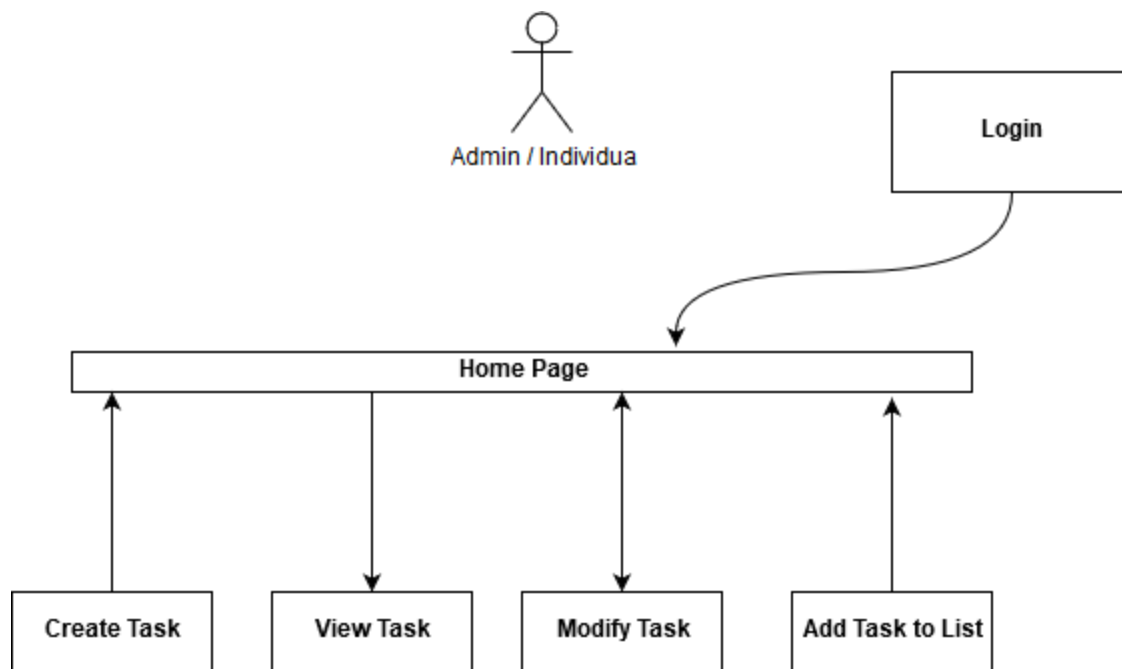 Admin / Individua
Login
Home Page
Create Task
View Task
Modify Task
Add Task to List